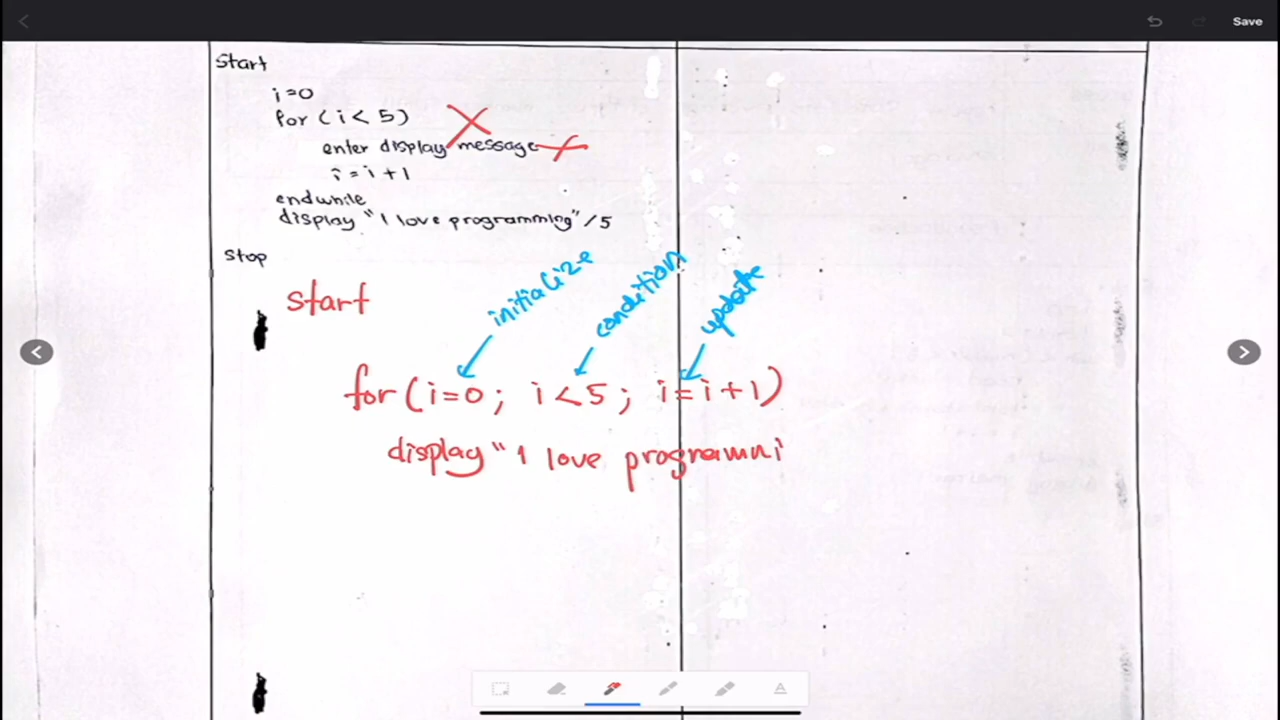 Save
Start
i=0
for (i < 5)
enter display message
i = i + 1
endwhile
display "I love programming" / 5
Stop
initialize
condition
update
start
for (i=0; i<5; i=i+1)
display "I love programmi
A